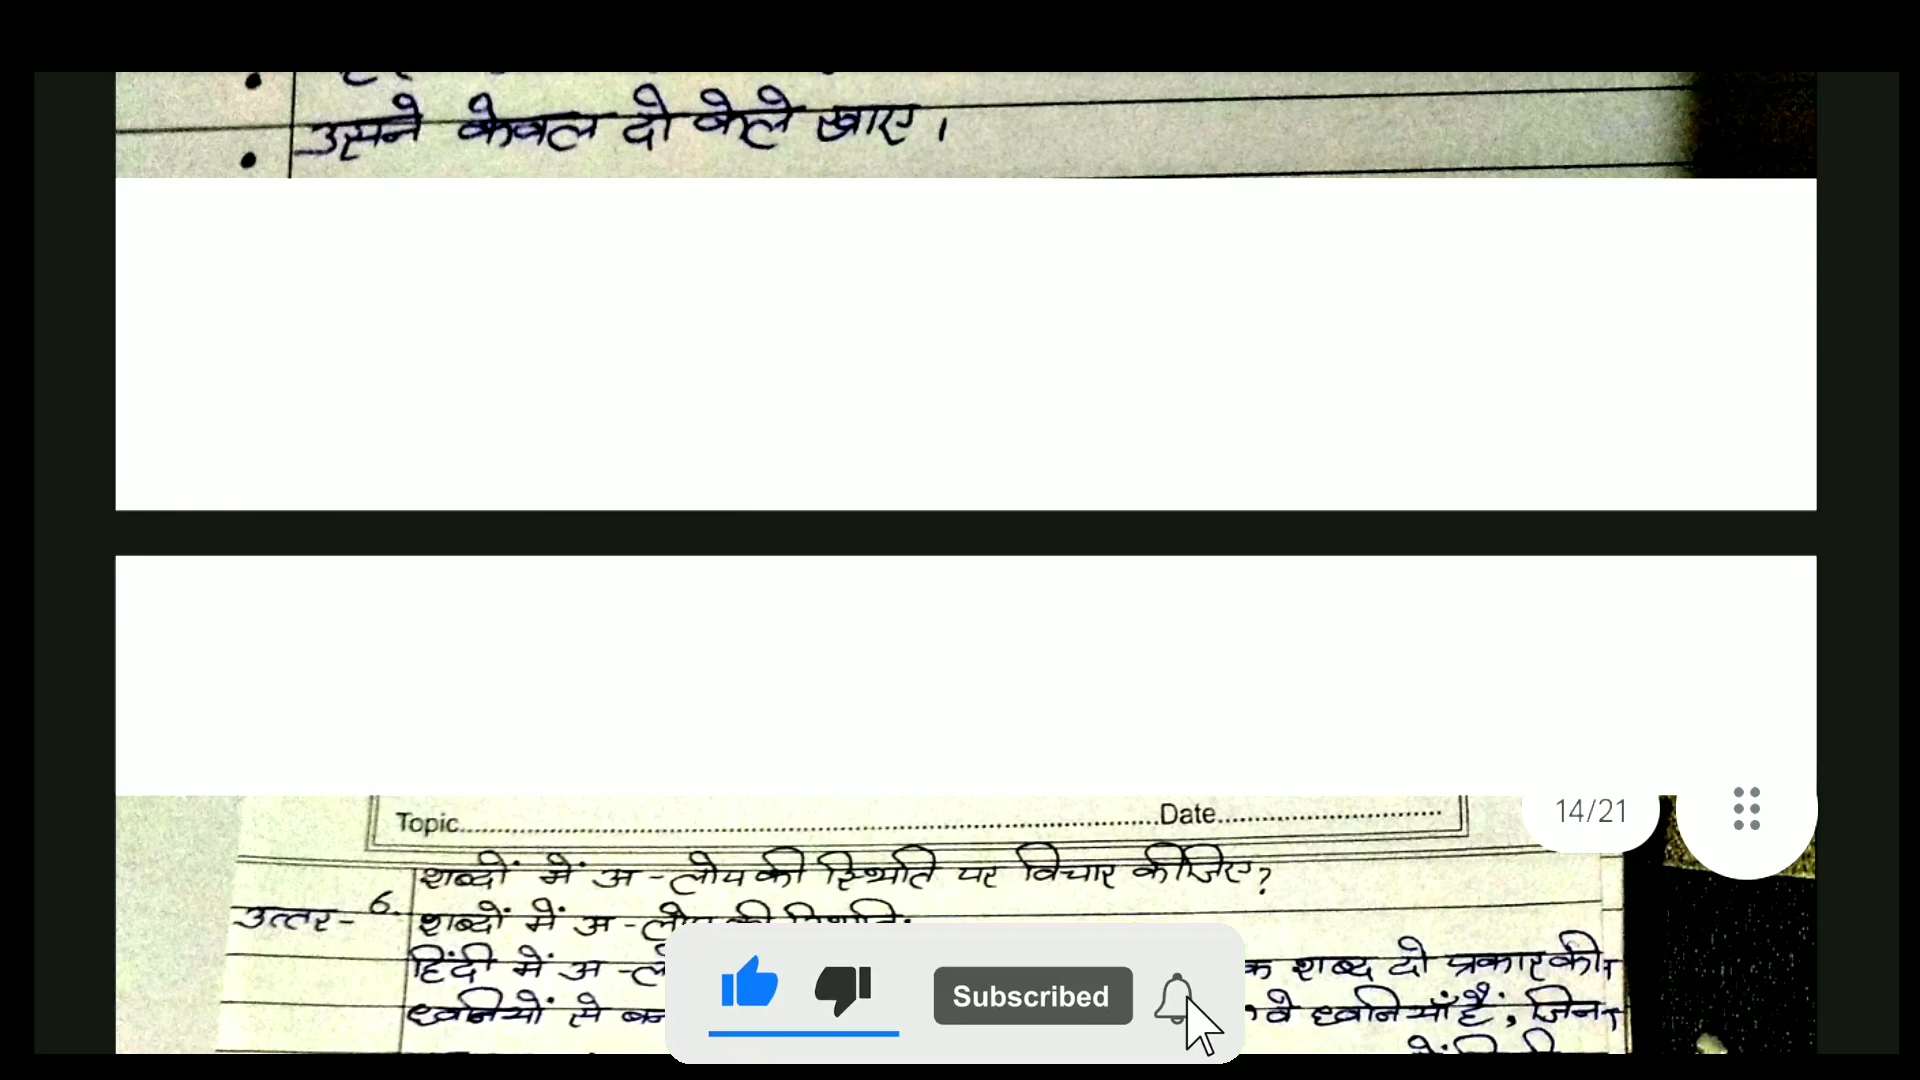 उसने केवल दो केले खाए।
14/21
Topic Date
शब्दों में अ-लोप की स्थिति पर विचार कीजिए?
उत्तर- 6. शब्दों में अ-लोप की स्थिति:
हिंदी में अ- शब्द दो प्रकार की
ध्वनियों से वे ध्वनियाँ हैं, जिन
Subscribed